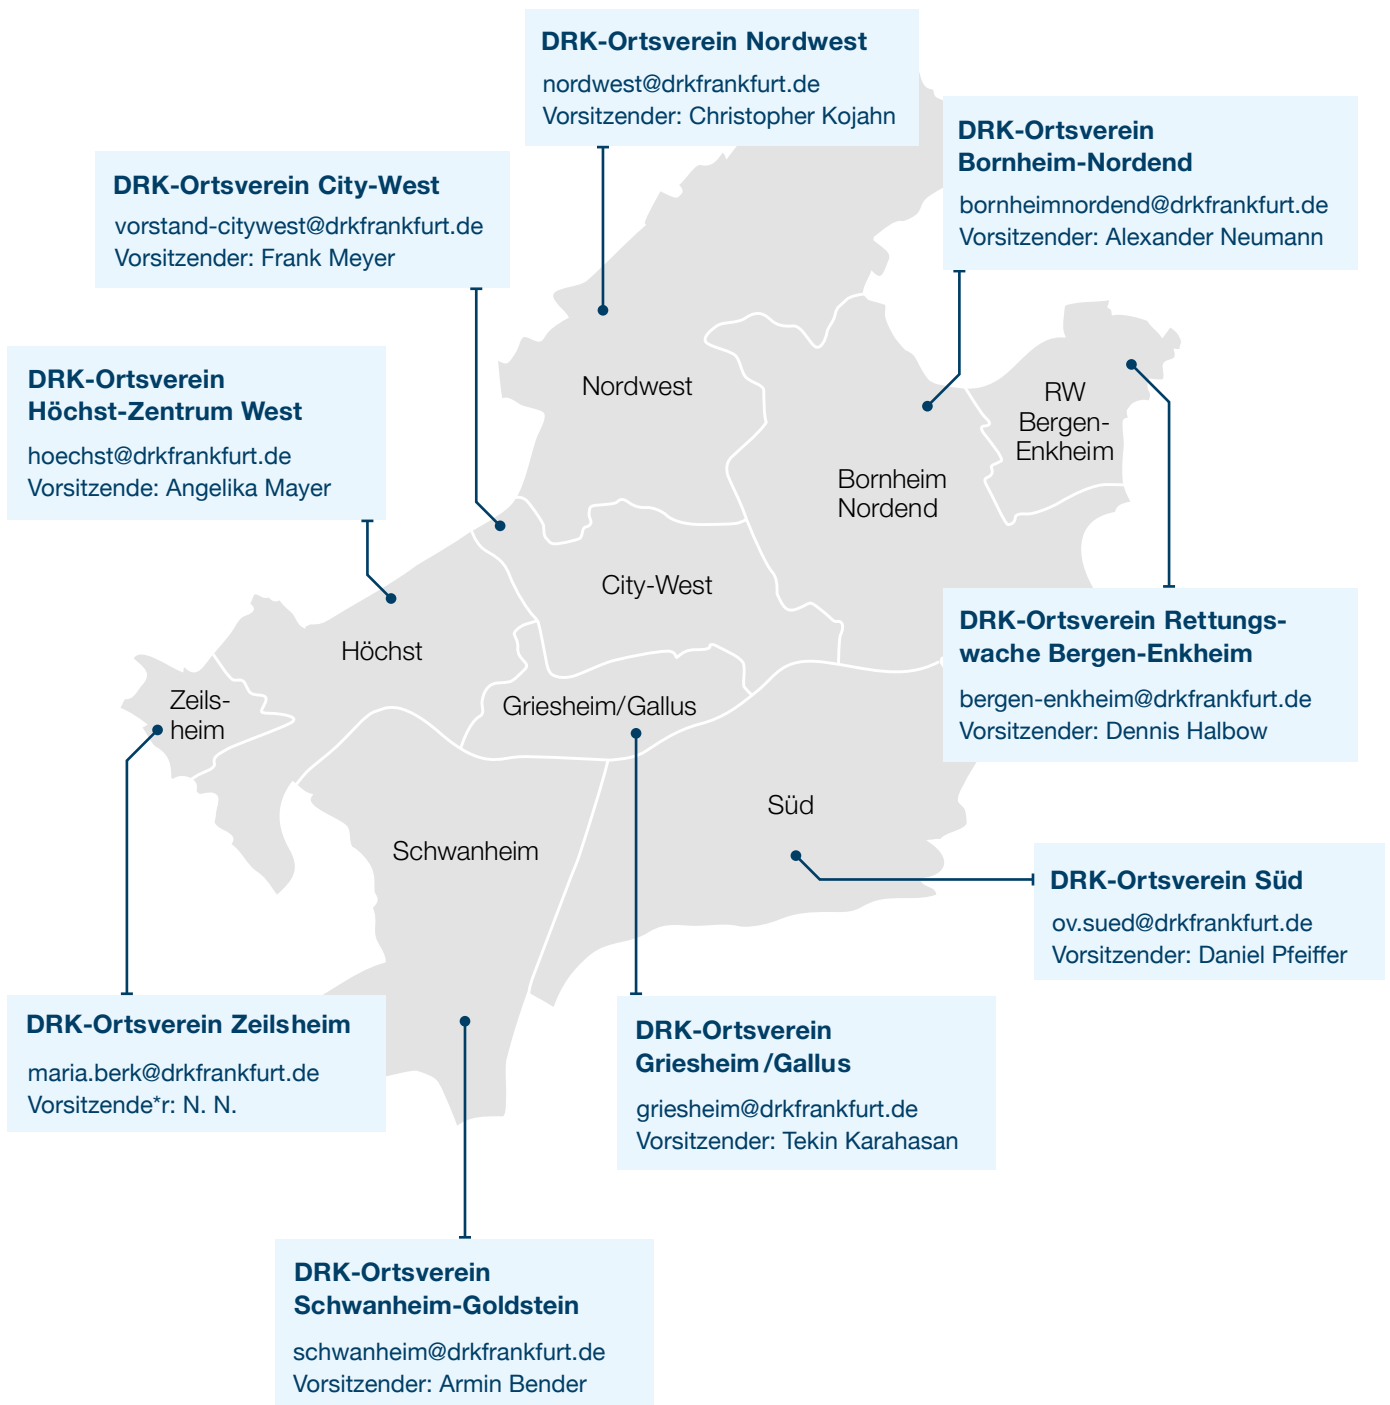 DRK-Ortsverein Nordwest
nordwest@drkfrankfurt.de
Vorsitzender: Christopher Kojahn
DRK-Ortsverein
Bornheim-Nordend
bornheimnordend@drkfrankfurt.de
Vorsitzender: Alexander Neumann
DRK-Ortsverein City-West
vorstand-citywest@drkfrankfurt.de
Vorsitzender: Frank Meyer
DRK-Ortsverein
Höchst-Zentrum West
hoechst@drkfrankfurt.de
Vorsitzende: Angelika Mayer
Nordwest
RW
Bergen-
Enkheim
Bornheim
Nordend
City-West
Höchst
Zeils-
heim
Griesheim/Gallus
Süd
Schwanheim
DRK-Ortsverein Rettungs-
wache Bergen-Enkheim
bergen-enkheim@drkfrankfurt.de
Vorsitzender: Dennis Halbow
DRK-Ortsverein Süd
ov.sued@drkfrankfurt.de
Vorsitzender: Daniel Pfeiffer
DRK-Ortsverein Zeilsheim
maria.berk@drkfrankfurt.de
Vorsitzende*r: N. N.
DRK-Ortsverein
Griesheim/Gallus
griesheim@drkfrankfurt.de
Vorsitzender: Tekin Karahasan
DRK-Ortsverein
Schwanheim-Goldstein
schwanheim@drkfrankfurt.de
Vorsitzender: Armin Bender